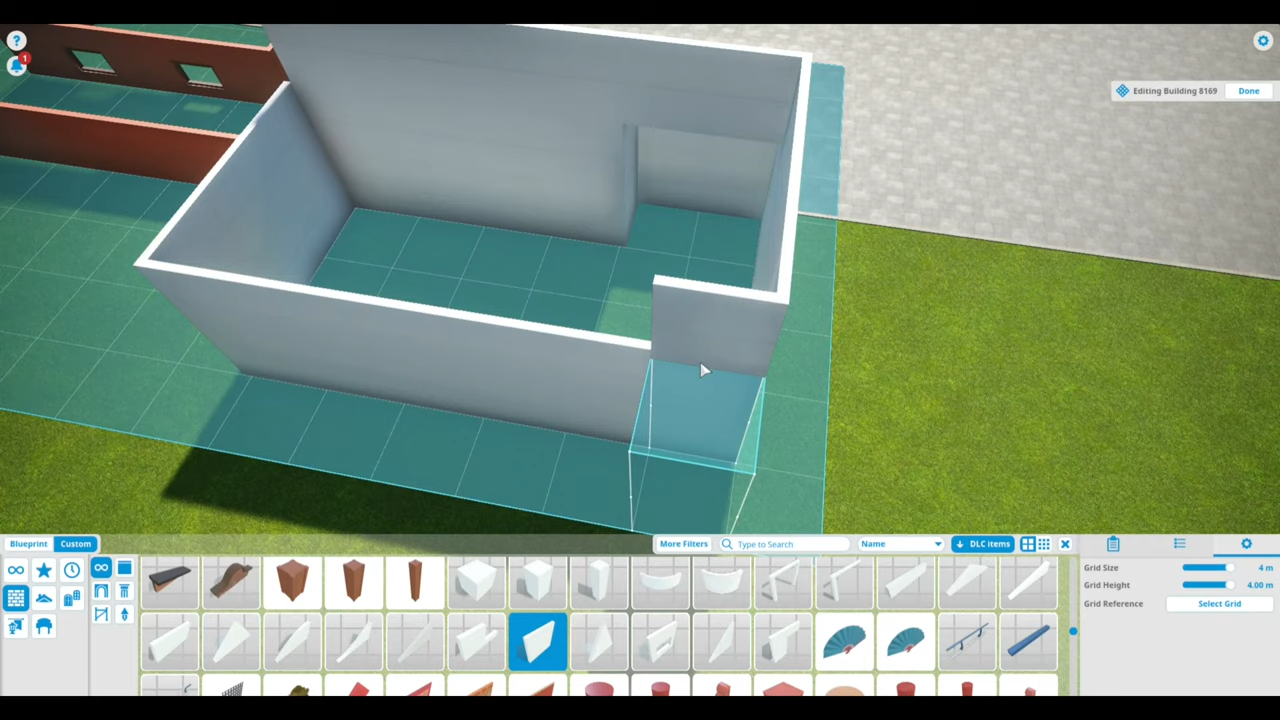 ?
1
Editing Building 8169 Done
Blueprint Custom More Filters Type to Search Name DLC items
Grid Size 4 m
Grid Height 4.00 m
Grid Reference Select Grid